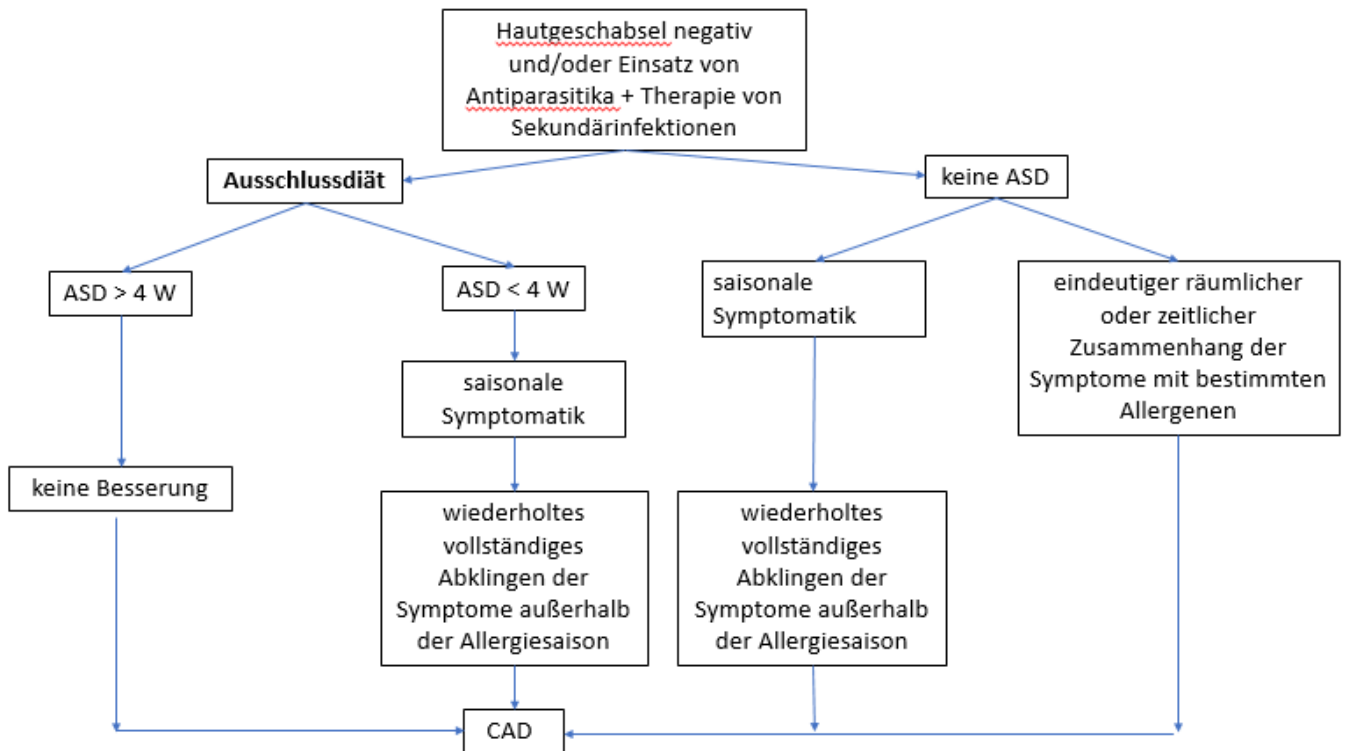 Hautgeschabsel negativ
und/oder Einsatz von
Antiparasitika + Therapie von
Sekundärinfektionen
Ausschlussdiät
keine ASD
ASD > 4 W
ASD < 4 W
saisonale
Symptomatik
eindeutiger räumlicher
oder zeitlicher
Zusammenhang der
Symptome mit bestimmten
Allergenen
saisonale
Symptomatik
keine Besserung
wiederholtes
vollständiges
Abklingen der
Symptome außerhalb
der Allergiesaison
wiederholtes
vollständiges
Abklingen der
Symptome außerhalb
der Allergiesaison
CAD